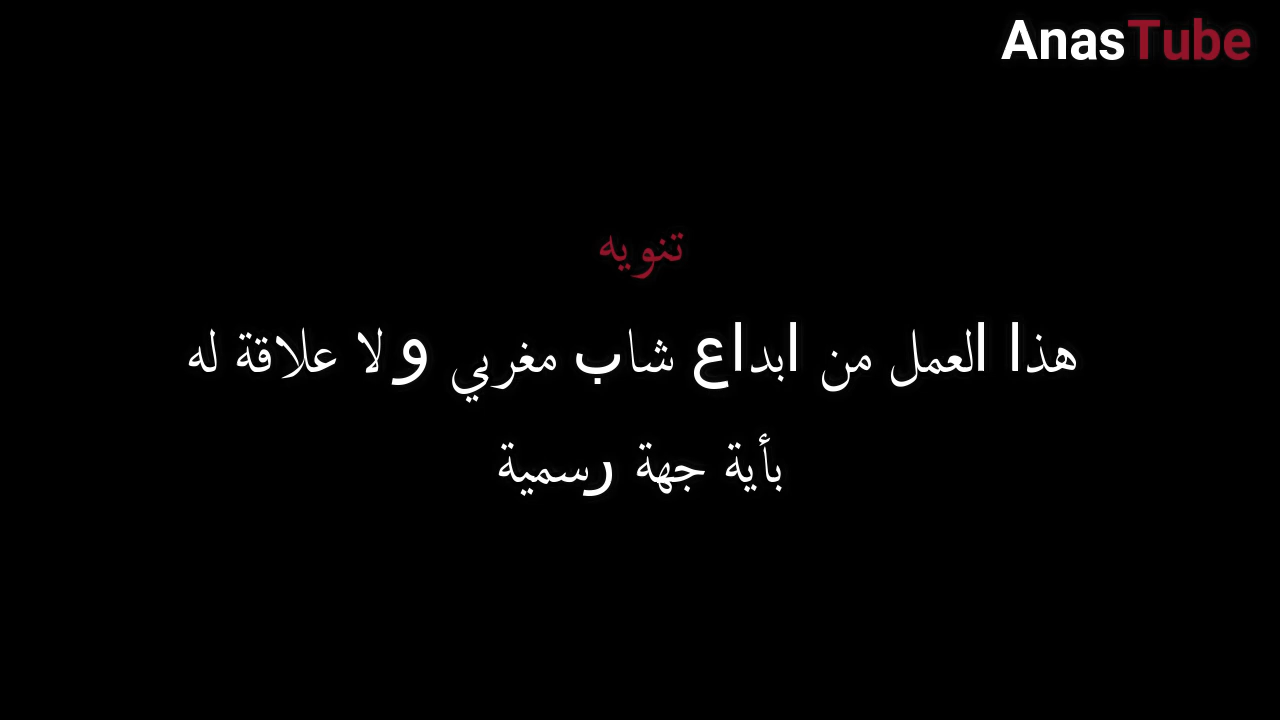 AnasTube
تنويه
هذا العمل من ابداع شاب مغربي و لا علاقة له
بأية جهة رسمية